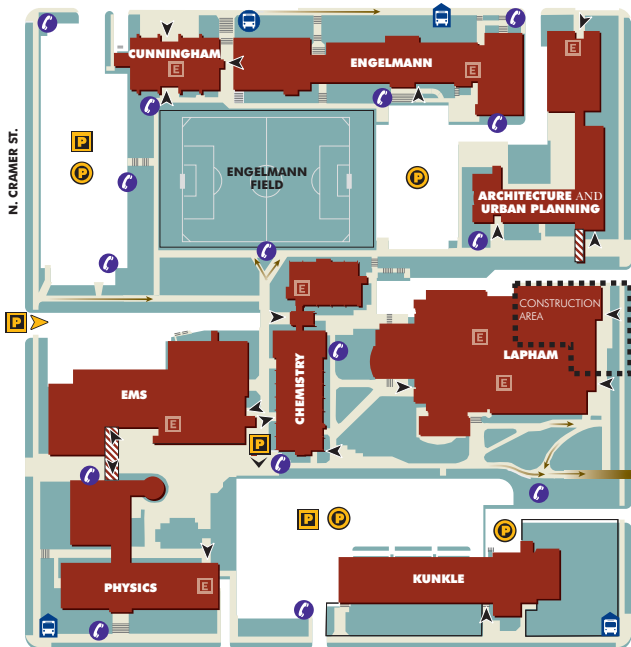 CUNNINGHAM
E
ENGELMANN
E
E
P
P
ENGELMANN
FIELD
P
N. CRAMER ST.
ARCHITECTURE AND
URBAN PLANNING
E
P
CONSTRUCTION
AREA
E
LAPHAM
E
CHEMISTRY
EMS
E
P
P
P
P
PHYSICS
E
KUNKLE